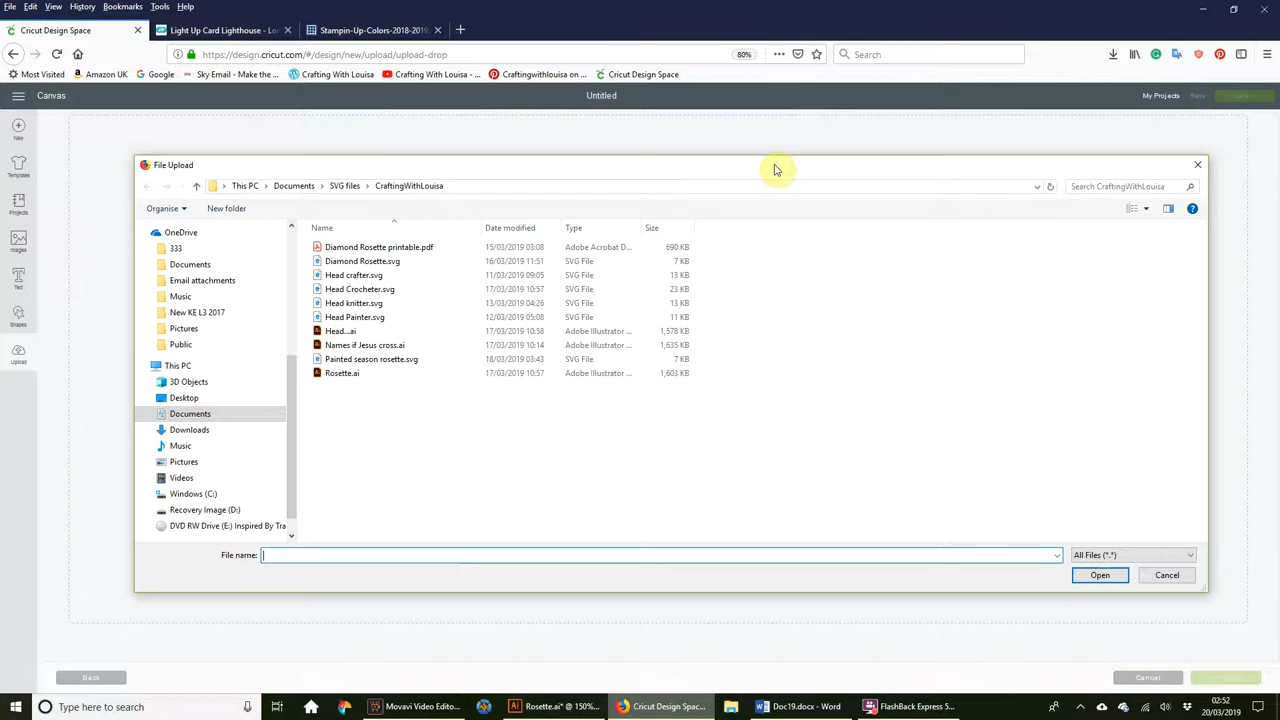 File Edit View History Bookmarks Tools Help
Cricut Design Space
Light Up Card Lighthouse - Lo
Stampin-Up-Colors-2018-2019.
https://design.cricut.com/#/design/new/upload/upload-drop
80%
Search
Most Visited Amazon UK Google Sky Email - Make the ... Crafting With Louisa Crafting With Louisa - ... Craftingwithlouisa on ... Cricut Design Space
Canvas Untitled My Projects Save
New
Templates
Projects
Images
Text
Shapes
Upload
File Upload
This PC > Documents > SVG files > CraftingWithLouisa
Search CraftingWithLouisa
Organise New folder
OneDrive
333
Documents
Email attachments
Music
New KE L3 2017
Pictures
Public
This PC
3D Objects
Desktop
Documents
Downloads
Music
Pictures
Videos
Windows (C:)
Recovery Image (D:)
DVD RW Drive (E:) Inspired By Tra
Name Date modified Type Size
Diamond Rosette printable.pdf 15/03/2019 03:08 Adobe Acrobat D... 690 KB
Diamond Rosette.svg 16/03/2019 11:51 SVG File 7 KB
Head crafter.svg 11/03/2019 09:05 SVG File 13 KB
Head Crocheter.svg 17/03/2019 10:57 SVG File 23 KB
Head knitter.svg 13/03/2019 04:26 SVG File 13 KB
Head Painter.svg 12/03/2019 05:08 SVG File 11 KB
Head...ai 17/03/2019 10:58 Adobe Illustrator ... 1,578 KB
Names if Jesus cross.ai 17/03/2019 10:14 Adobe Illustrator ... 1,635 KB
Painted season rosette.svg 18/03/2019 03:43 SVG File 7 KB
Rosette.ai 17/03/2019 10:57 Adobe Illustrator ... 1,603 KB
File name:
All Files (*.*)
Open Cancel
Back Cancel
Type here to search
Movavi Video Edito...
Rosette.ai* @ 150%...
Cricut Design Spac...
Doc19.docx - Word
FlashBack Express 5...
02:52
20/03/2019